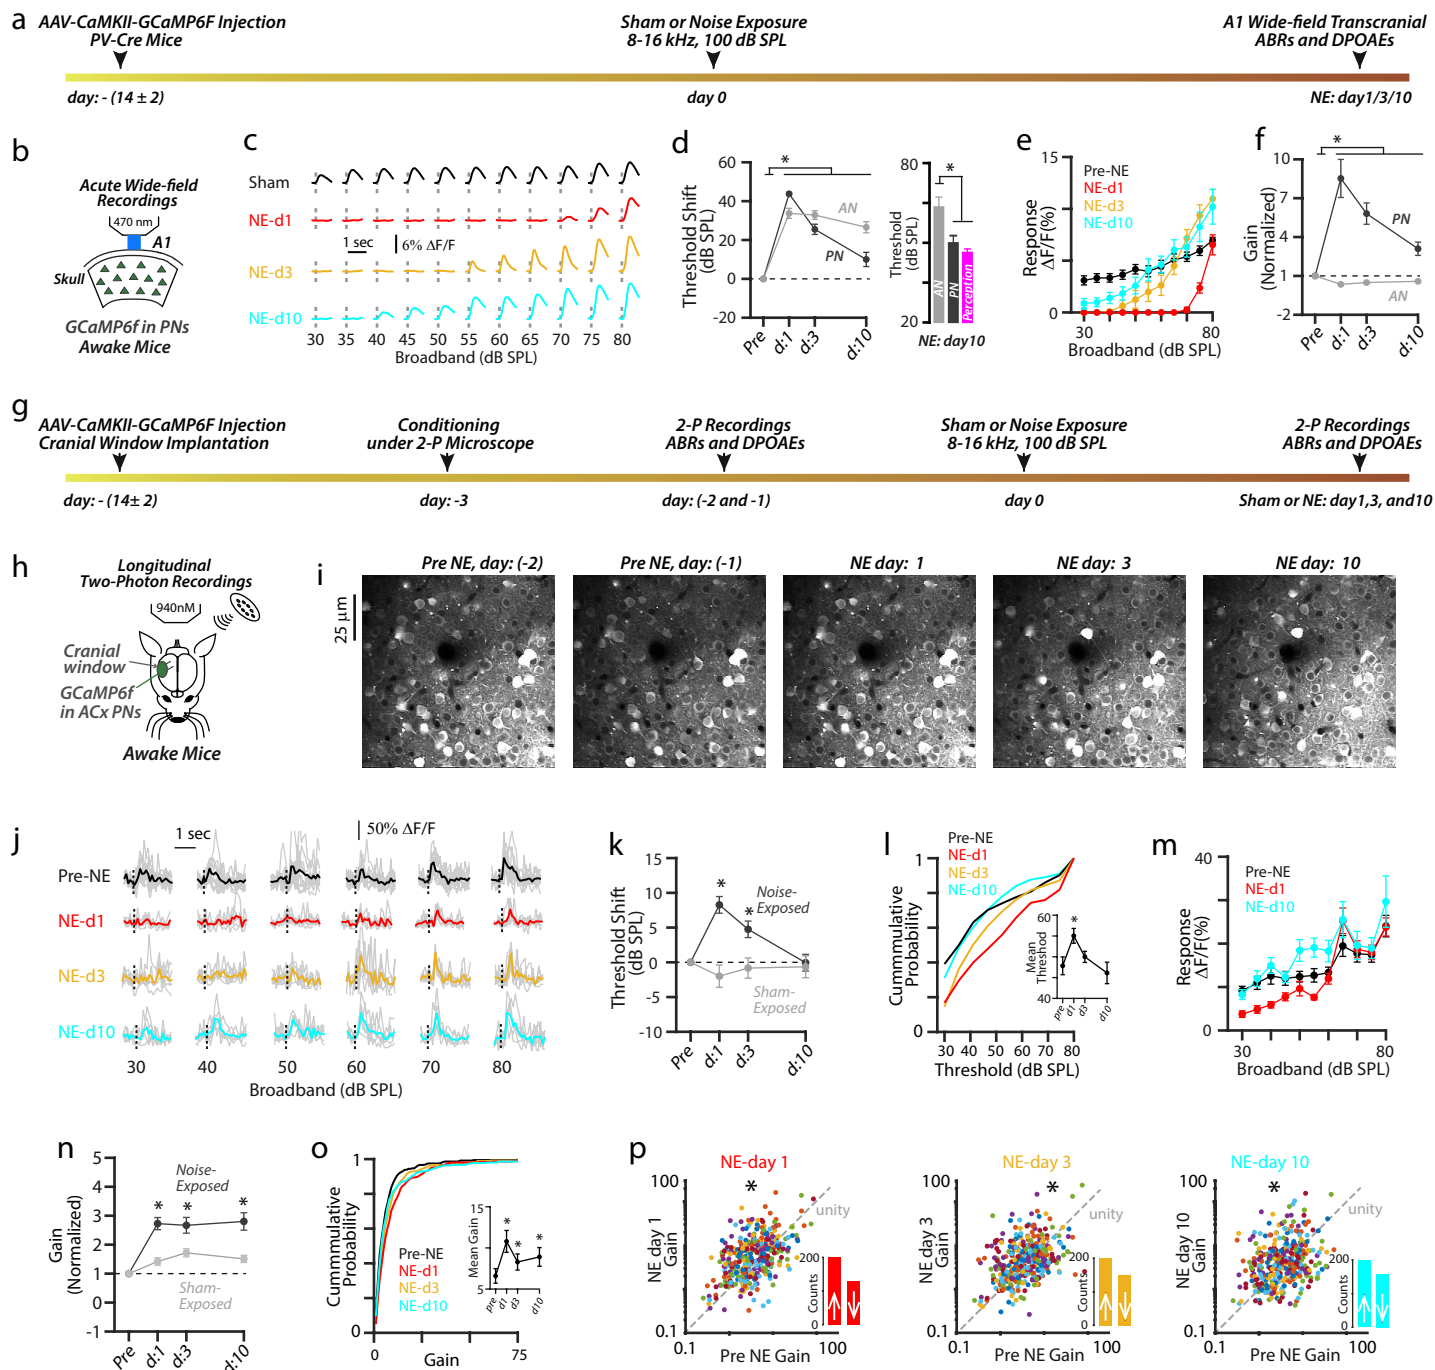 a
AAV-CaMKII-GCaMP6F Injection
PV-Cre Mice
Sham or Noise Exposure
8-16 kHz, 100 dB SPL
A1 Wide-field Transcranial
ABRs and DPOAEs
day: - (14 ± 2)
day 0
NE: day1/3/10
b
Acute Wide-field
Recordings
470 nm
A1
Skull
GCaMP6f in PNs
Awake Mice
c
Sham
NE-d1
NE-d3
NE-d10
1 sec
6% ΔF/F
30 35 40 45 50 55 60 65 70 75 80
Broadband (dB SPL)
d
Threshold Shift
(dB SPL)
60
40
20
0
-20
*
AN
PN
Pre d:1 d:3 d:10
Threshold
(dB SPL)
80
20
*
AN
PN
Perception
NE: day10
e
Response
ΔF/F(%)
15
0
Pre-NE
NE-d1
NE-d3
NE-d10
30 80
Broadband (dB SPL)
f
Gain
(Normalized)
10
7
4
1
-2
*
PN
AN
Pre d:1 d:3 d:10
g
AAV-CaMKII-GCaMP6F Injection
Cranial Window Implantation
Conditioning
under 2-P Microscope
2-P Recordings
ABRs and DPOAEs
Sham or Noise Exposure
8-16 kHz, 100 dB SPL
2-P Recordings
ABRs and DPOAEs
day: - (14± 2)
day: -3
day: (-2 and -1)
day 0
Sham or NE: day1,3, and10
h
Longitudinal
Two-Photon Recordings
940nM
Cranial
window
GCaMP6f
in ACx PNs
Awake Mice
i
25 μm
Pre NE, day: (-2)
Pre NE, day: (-1)
NE day: 1
NE day: 3
NE day: 10
j
1 sec
50% ΔF/F
Pre-NE
NE-d1
NE-d3
NE-d10
30 40 50 60 70 80
Broadband (dB SPL)
k
Threshold Shift
(dB SPL)
15
10
5
0
-5
-10
*
*
Noise-
Exposed
Sham-
Exposed
Pre d:1 d:3 d:10
l
Pre-NE
NE-d1
NE-d3
NE-d10
Cummulative
Probability
1
0
30 40 50 60 70 80
Threshold (dB SPL)
Mean
Threshold
60
40
*
pre d1 d3 d10
m
Response
ΔF/F(%)
40
20
0
Pre-NE
NE-d1
NE-d10
30 80
Broadband (dB SPL)
n
Gain
(Normalized)
5
4
3
2
1
0
-1
Noise-
Exposed
* * *
Sham-
Exposed
Pre d:1 d:3 d:10
o
Cummulative
Probability
1
0
Pre-NE
NE-d1
NE-d3
NE-d10
0 75
Gain
Mean Gain
15
5
* * *
pre d1 d3 d10
p
NE-day 1
*
NE day 1
Gain
100
0.1
unity
Counts
200
0
0.1 100
Pre NE Gain
NE-day 3
*
NE day 3
Gain
100
0.1
unity
Counts
200
0
0.1 100
Pre NE Gain
NE-day 10
*
NE day 10
Gain
100
0.1
unity
Counts
200
0
0.1 100
Pre NE Gain